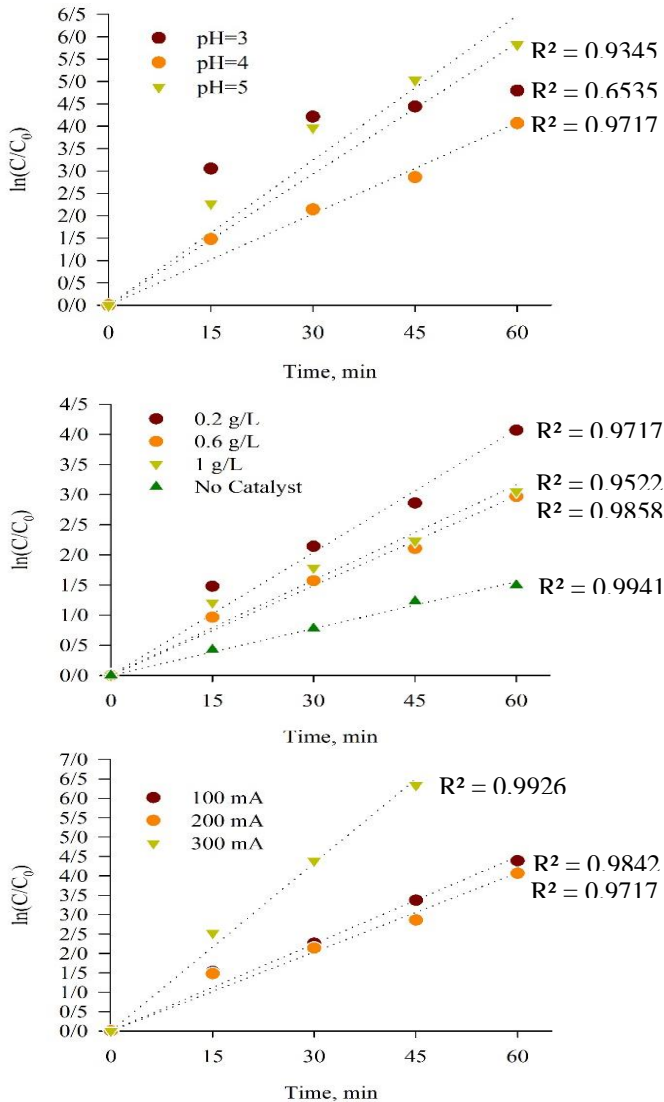 6/5
6/0
5/5
5/0
4/5
4/0
3/5
3/0
2/5
2/0
1/5
1/0
0/5
0/0
ln(C/C₀)
pH=3
pH=4
pH=5
R² = 0.9345
R² = 0.6535
R² = 0.9717
0 15 30 45 60
Time, min
4/5
4/0
3/5
3/0
2/5
2/0
1/5
1/0
0/5
0/0
ln(C/C₀)
0.2 g/L
0.6 g/L
1 g/L
No Catalyst
R² = 0.9717
R² = 0.9522
R² = 0.9858
R² = 0.9941
0 15 30 45 60
Time, min
7/0
6/5
6/0
5/5
5/0
4/5
4/0
3/5
3/0
2/5
2/0
1/5
1/0
0/5
0/0
ln(C/C₀)
100 mA
200 mA
300 mA
R² = 0.9926
R² = 0.9842
R² = 0.9717
0 15 30 45 60
Time, min